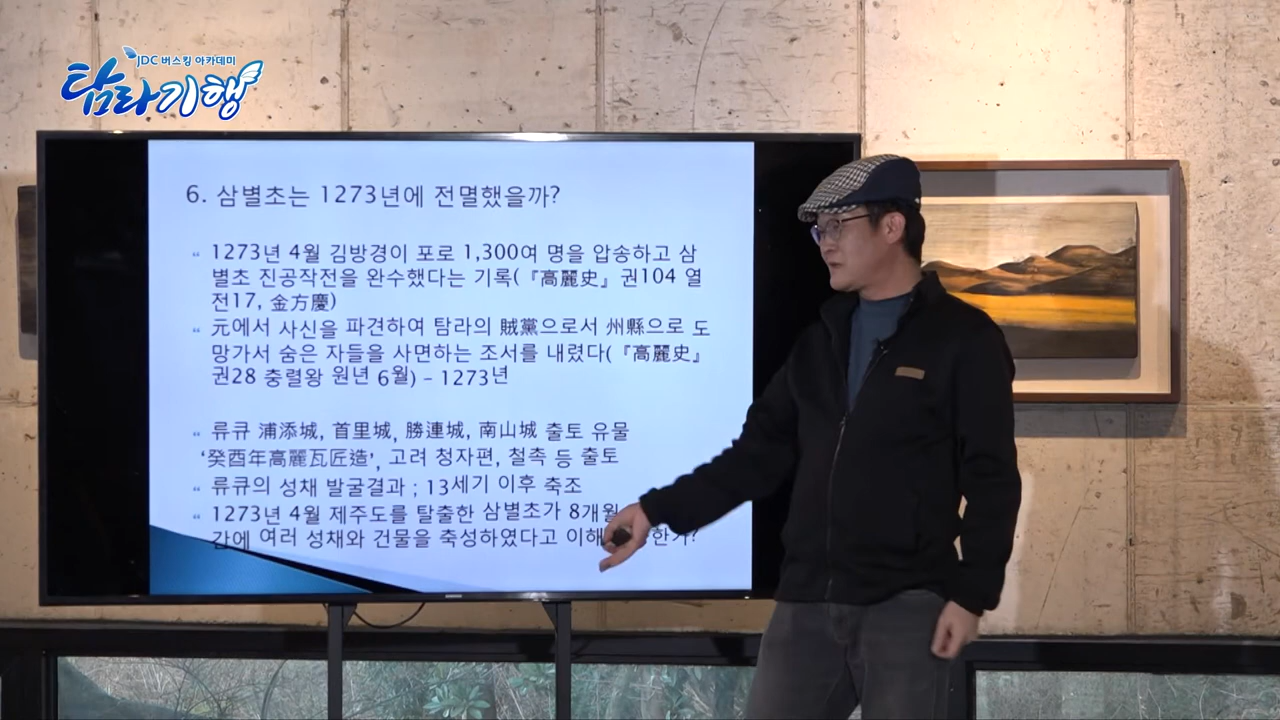 JDC 버스킹 아카데미
탐라기행
6. 삼별초는 1273년에 전멸했을까?
“ 1273년 4월 김방경이 포로 1,300여 명을 압송하고 삼
별초 진공작전을 완수했다는 기록(『高麗史』 권104 열
전17, 金方慶)
“ 元에서 사신을 파견하여 탐라의 賊黨으로서 州縣으로 도
망가서 숨은 자들을 사면하는 조서를 내렸다(『高麗史』
권28 충렬왕 원년 6월) – 1273년
“ 류큐 浦添城, 首里城, 勝連城, 南山城 출토 유물
‘癸酉年高麗瓦匠造’, 고려 청자편, 철촉 등 출토
“ 류큐의 성채 발굴결과 ; 13세기 이후 축조
“ 1273년 4월 제주도를 탈출한 삼별초가 8개월
간에 여러 성채와 건물을 축성하였다고 이해